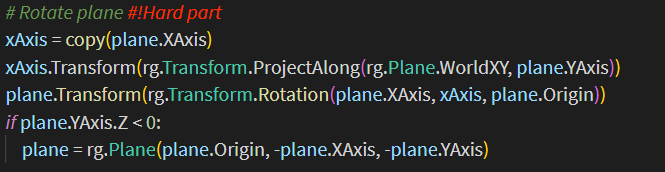 # Rotate plane #!Hard part
xAxis = copy(plane.XAxis)
xAxis.Transform(rg.Transform.ProjectAlong(rg.Plane.WorldXY, plane.YAxis))
plane.Transform(rg.Transform.Rotation(plane.XAxis, xAxis, plane.Origin))
if plane.YAxis.Z < 0:
    plane = rg.Plane(plane.Origin, -plane.XAxis, -plane.YAxis)